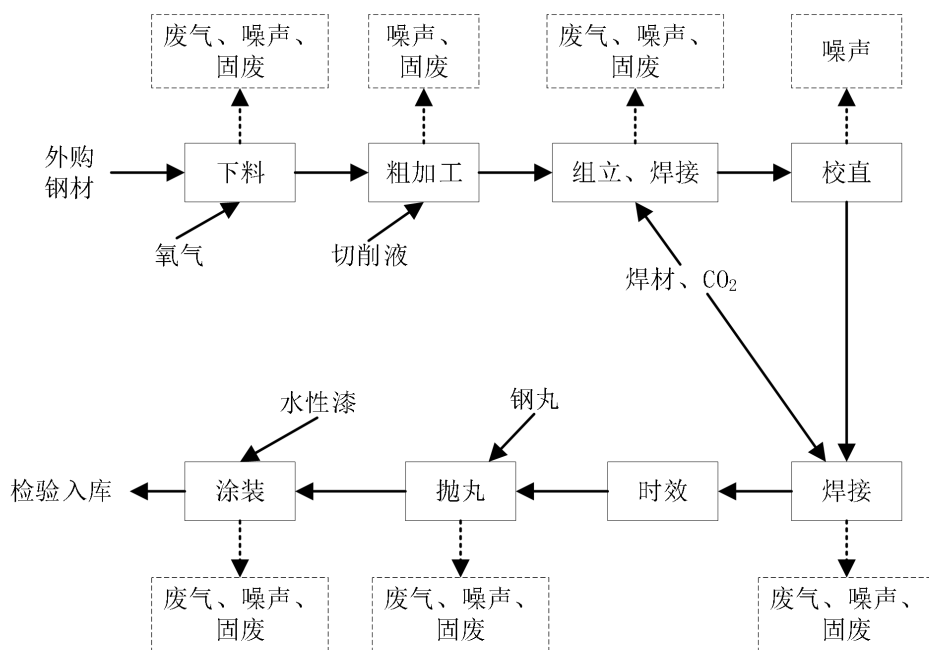 废气、噪声、
固废
噪声、
固废
废气、噪声、
固废
噪声
外购
钢材
下料
粗加工
组立、焊接
校直
氧气
切削液
焊材、CO₂
水性漆
钢丸
检验入库
涂装
抛丸
时效
焊接
废气、噪声、
固废
废气、噪声、
固废
废气、噪声、
固废